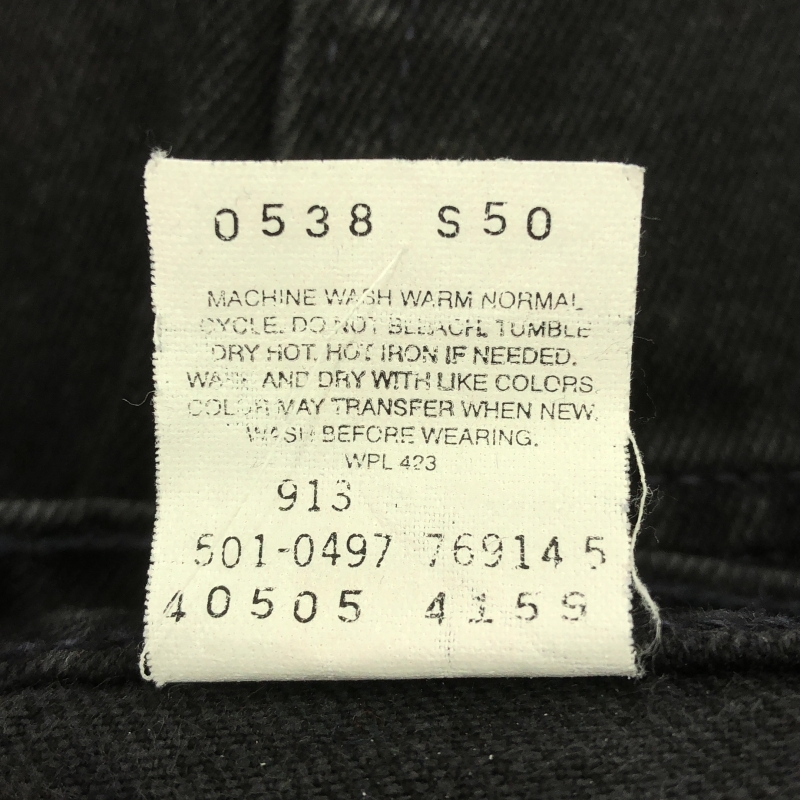 0538 S50
MACHINE WASH WARM NORMAL
CYCLE. DO NOT BLEACH. TUMBLE
DRY HOT. HOT IRON IF NEEDED.
WASH AND DRY WITH LIKE COLORS.
COLOR MAY TRANSFER WHEN NEW.
WASH BEFORE WEARING.
WPL 423
913
501-0497 769145
40505 4159